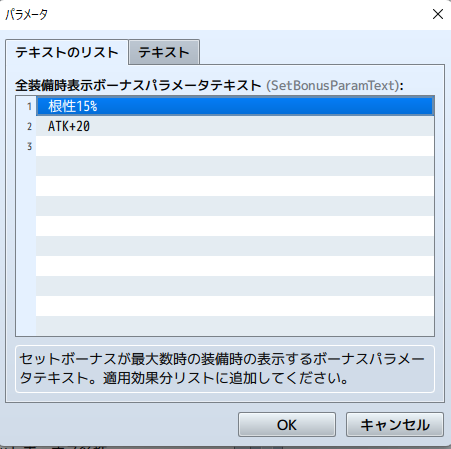 パラメータ
テキストのリスト
テキスト
全装備時表示ボーナスパラメータテキスト (SetBonusParamText):
1 根性15%
2 ATK+20
3
セットボーナスが最大数時の装備時の表示するボーナスパラメー
タテキスト。適用効果分リストに追加してください。
OK
キャンセル